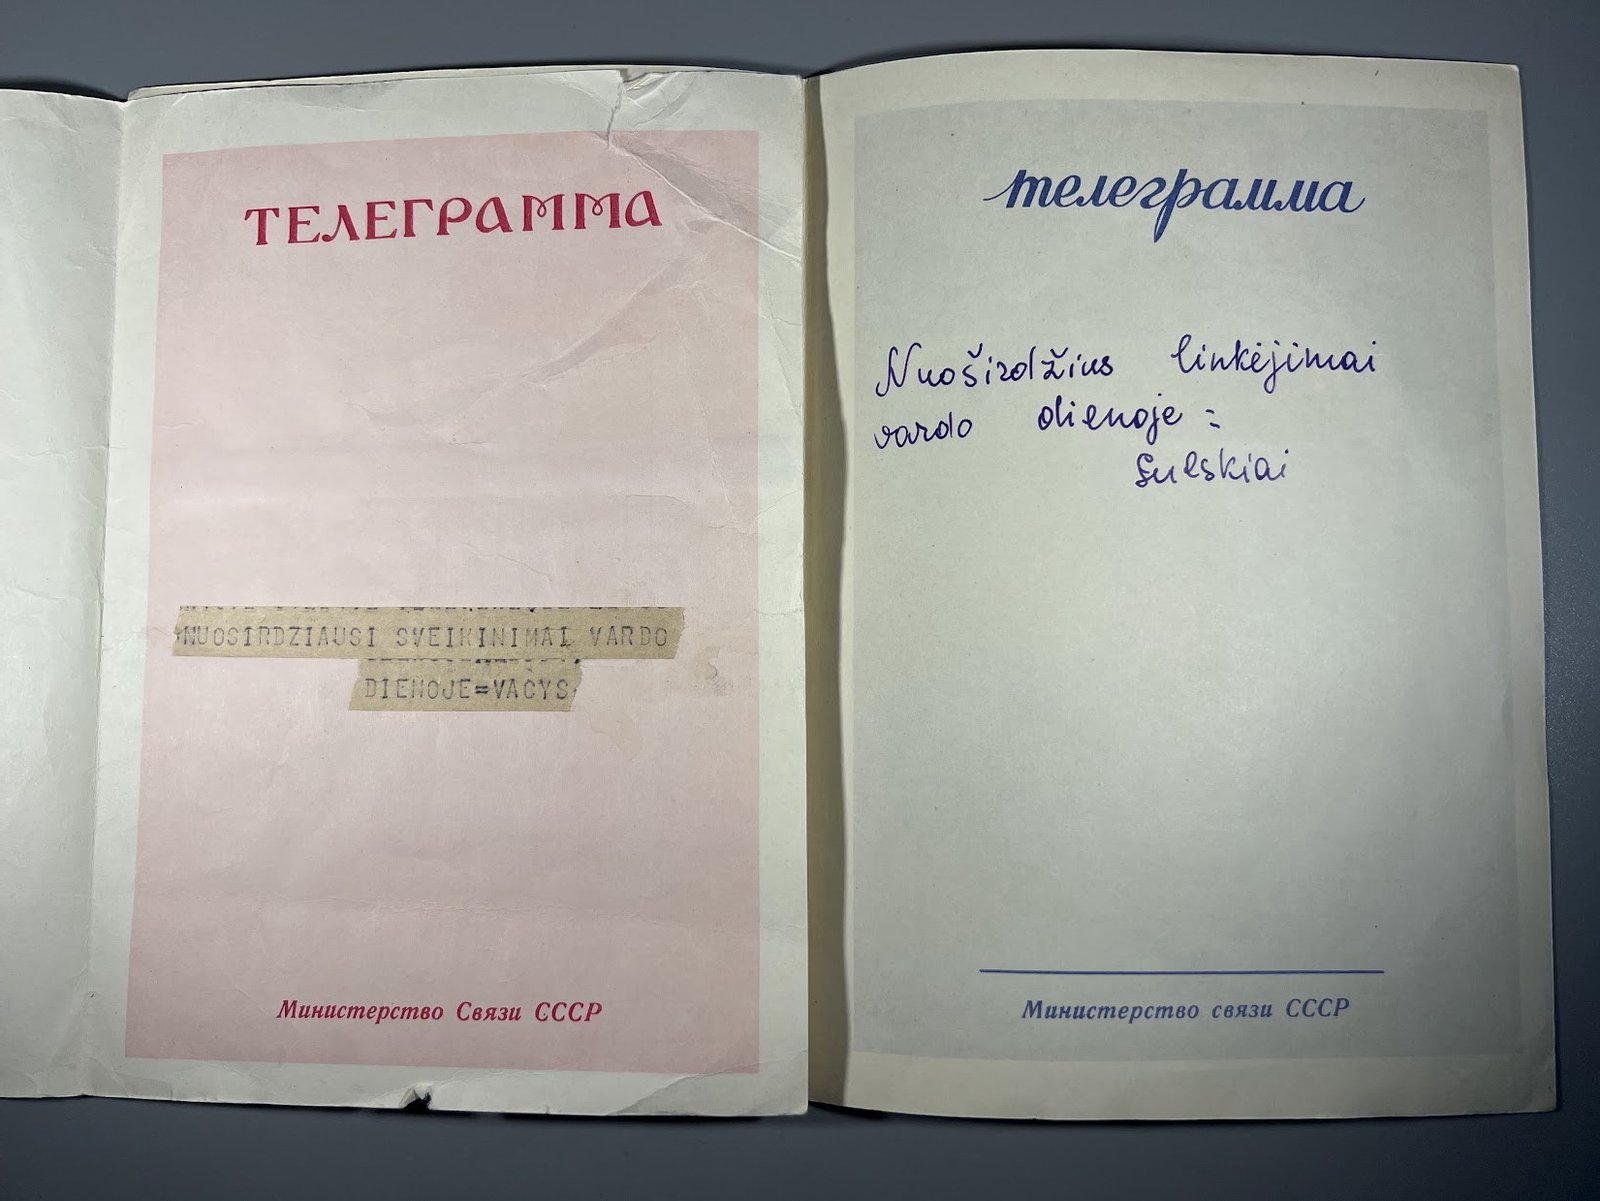 ТЕЛЕГРАММА
NUOSIRDZIAUSI SVEIKINIMAI VARDO
DIENOJE=VACYS
Министерство Связи СССР
телеграмма
Nuoširdžius linkėjimai
vardo dienoje =
Министерство связи СССР